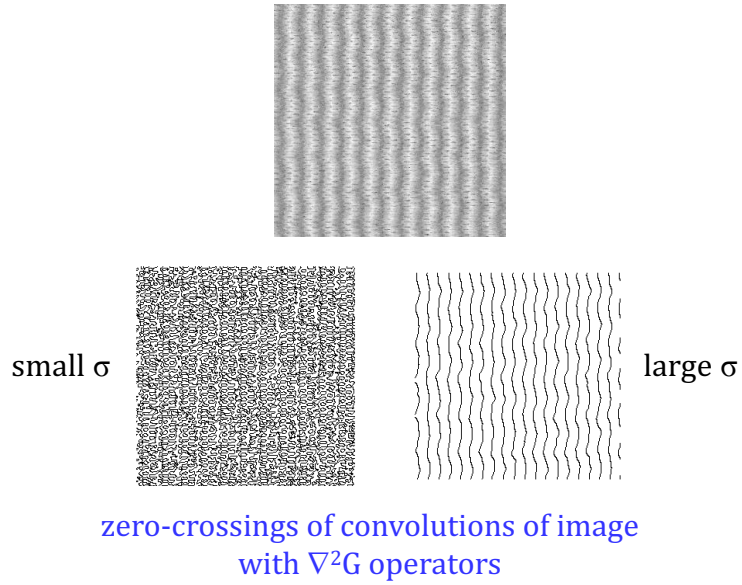 small σ
large σ
zero-crossings of convolutions of image
with ∇²G operators